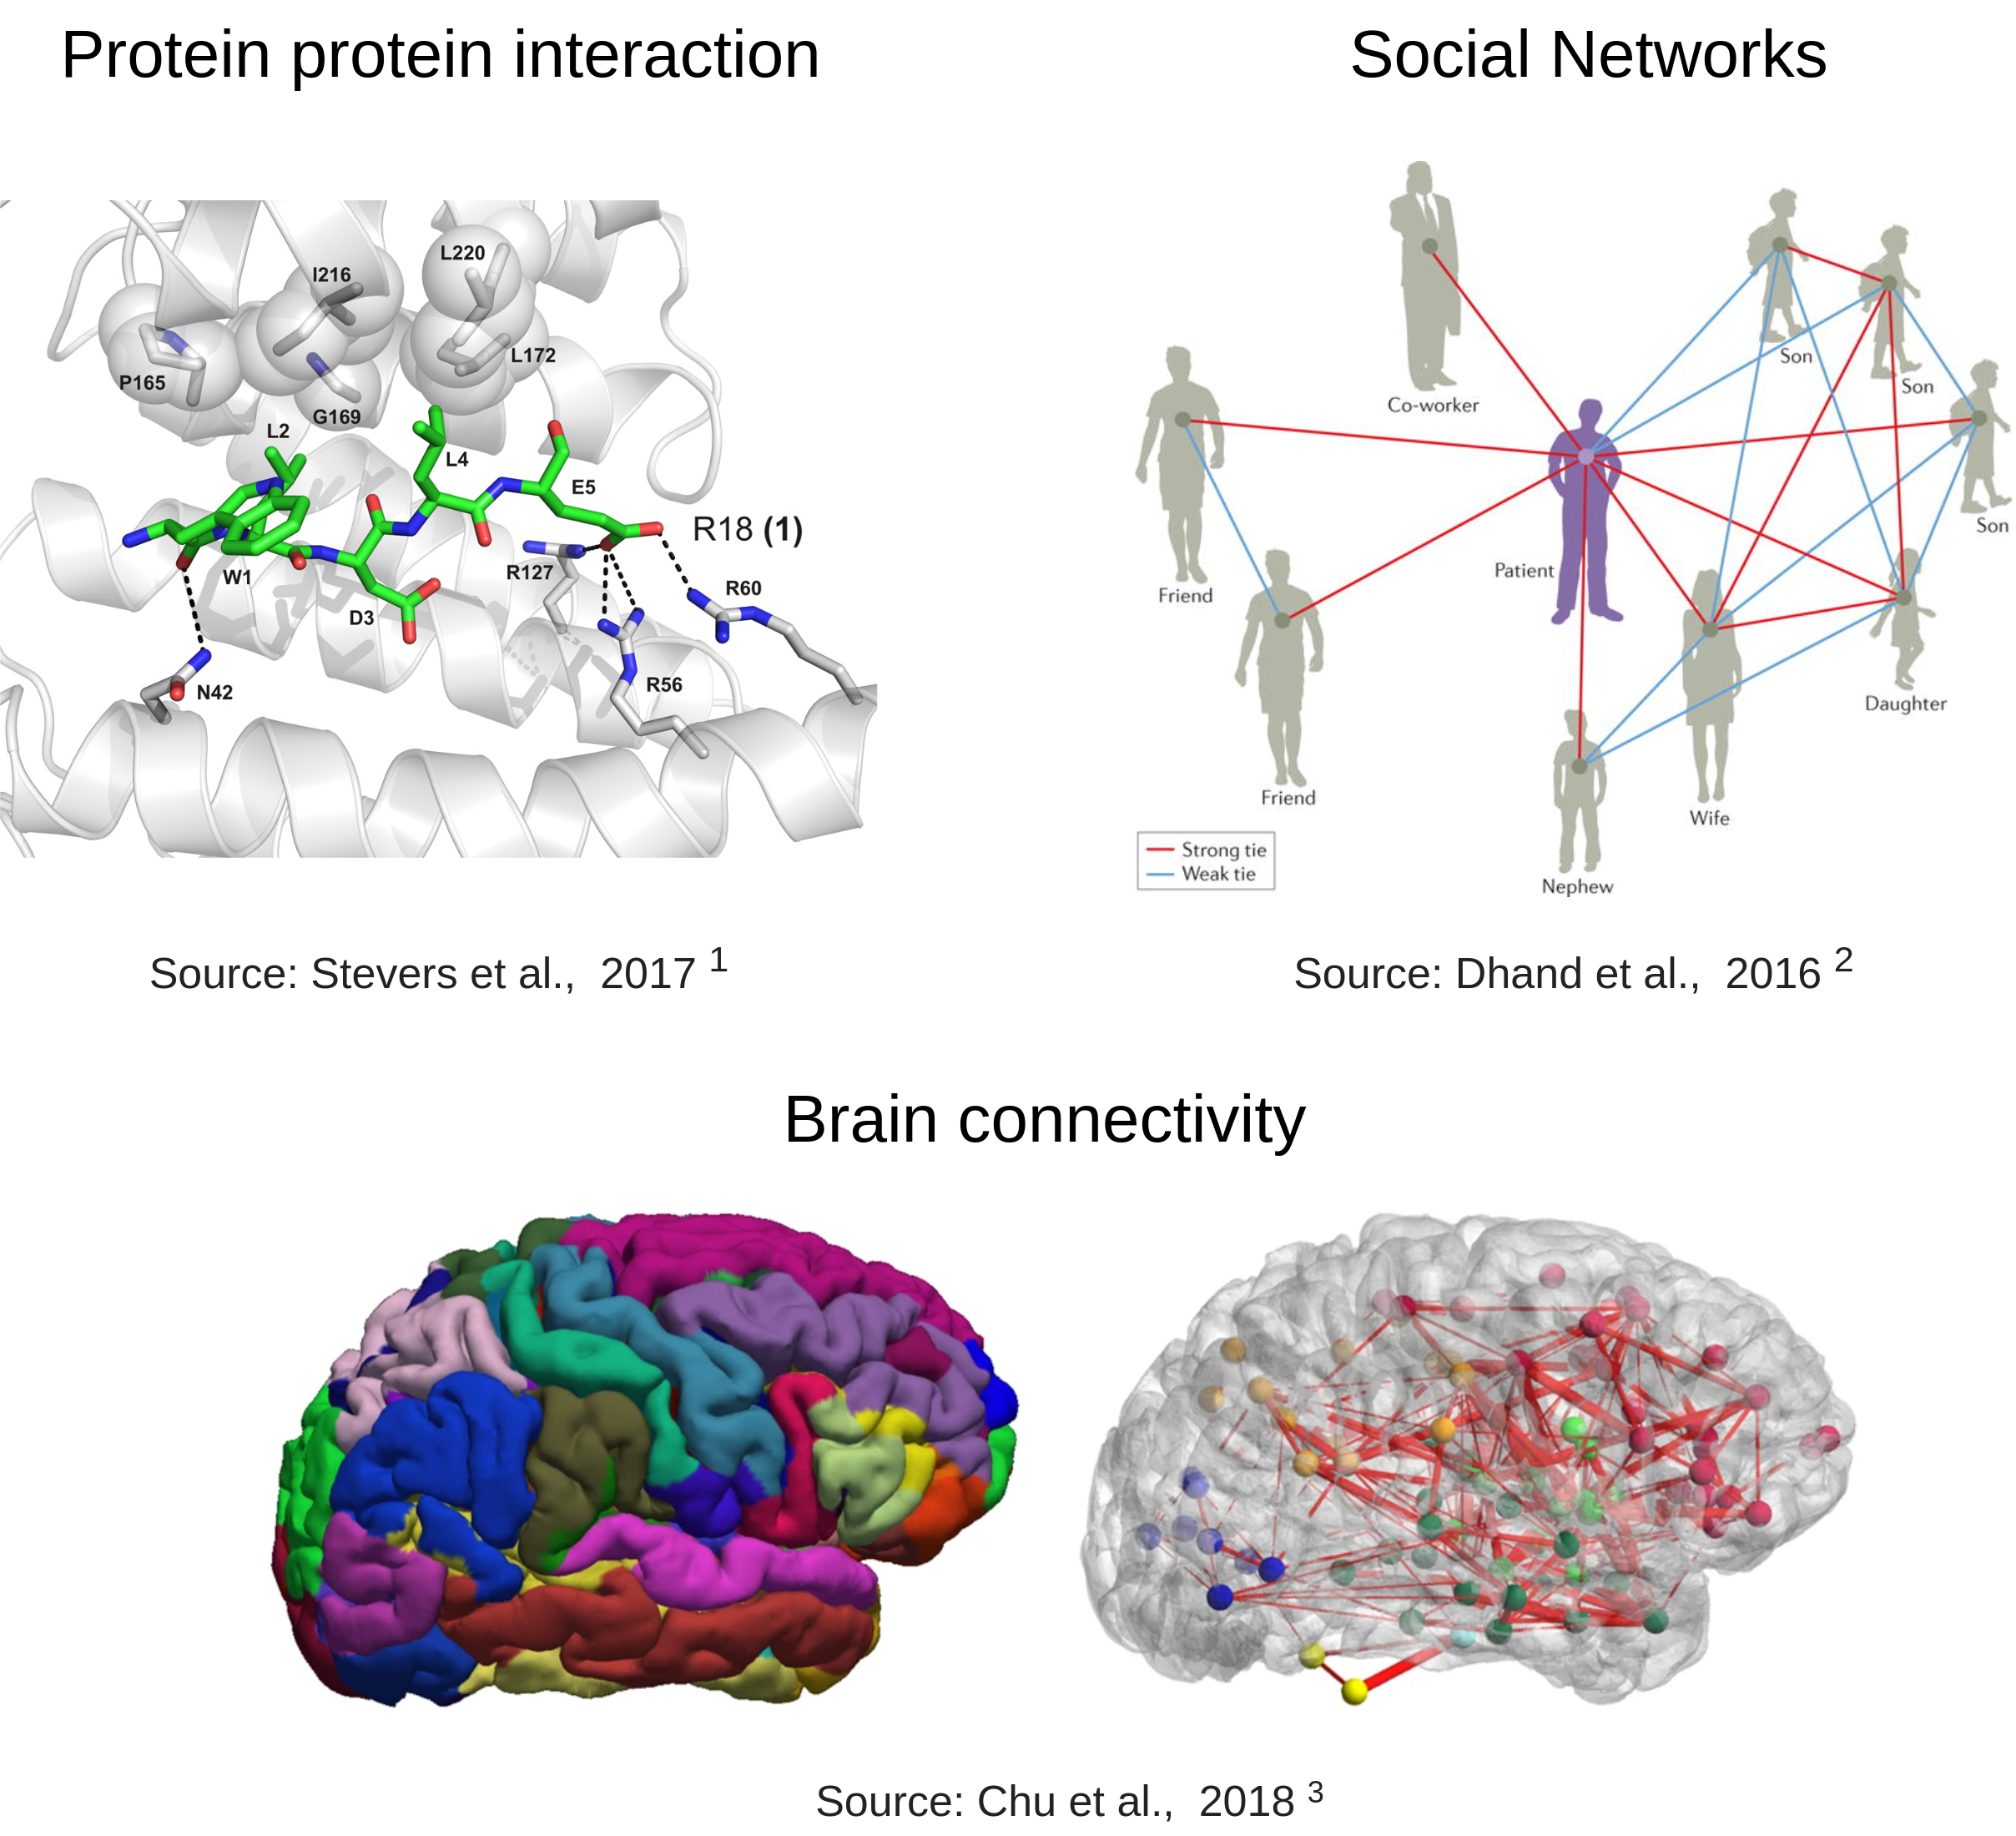 Protein protein interaction
Social Networks
L220
I216
L172
P165
G169
L2
L4
E5
R18 (1)
W1
R127
R60
D3
R56
N42
Co-worker
Son
Son
Son
Friend
Patient
Daughter
Friend
Wife
Nephew
Strong tie
Weak tie
Source: Stevers et al., 2017 1
Source: Dhand et al., 2016 2
Brain connectivity
Source: Chu et al., 2018 3